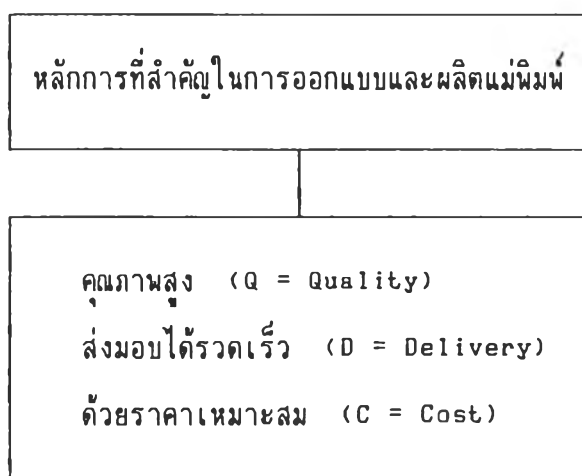 หลักการที่สำคัญในการออกแบบและผลิตแม่พิมพ์
คุณภาพสูง (Q = Quality)
ส่งมอบได้รวดเร็ว (D = Delivery)
ด้วยราคาเหมาะสม (C = Cost)